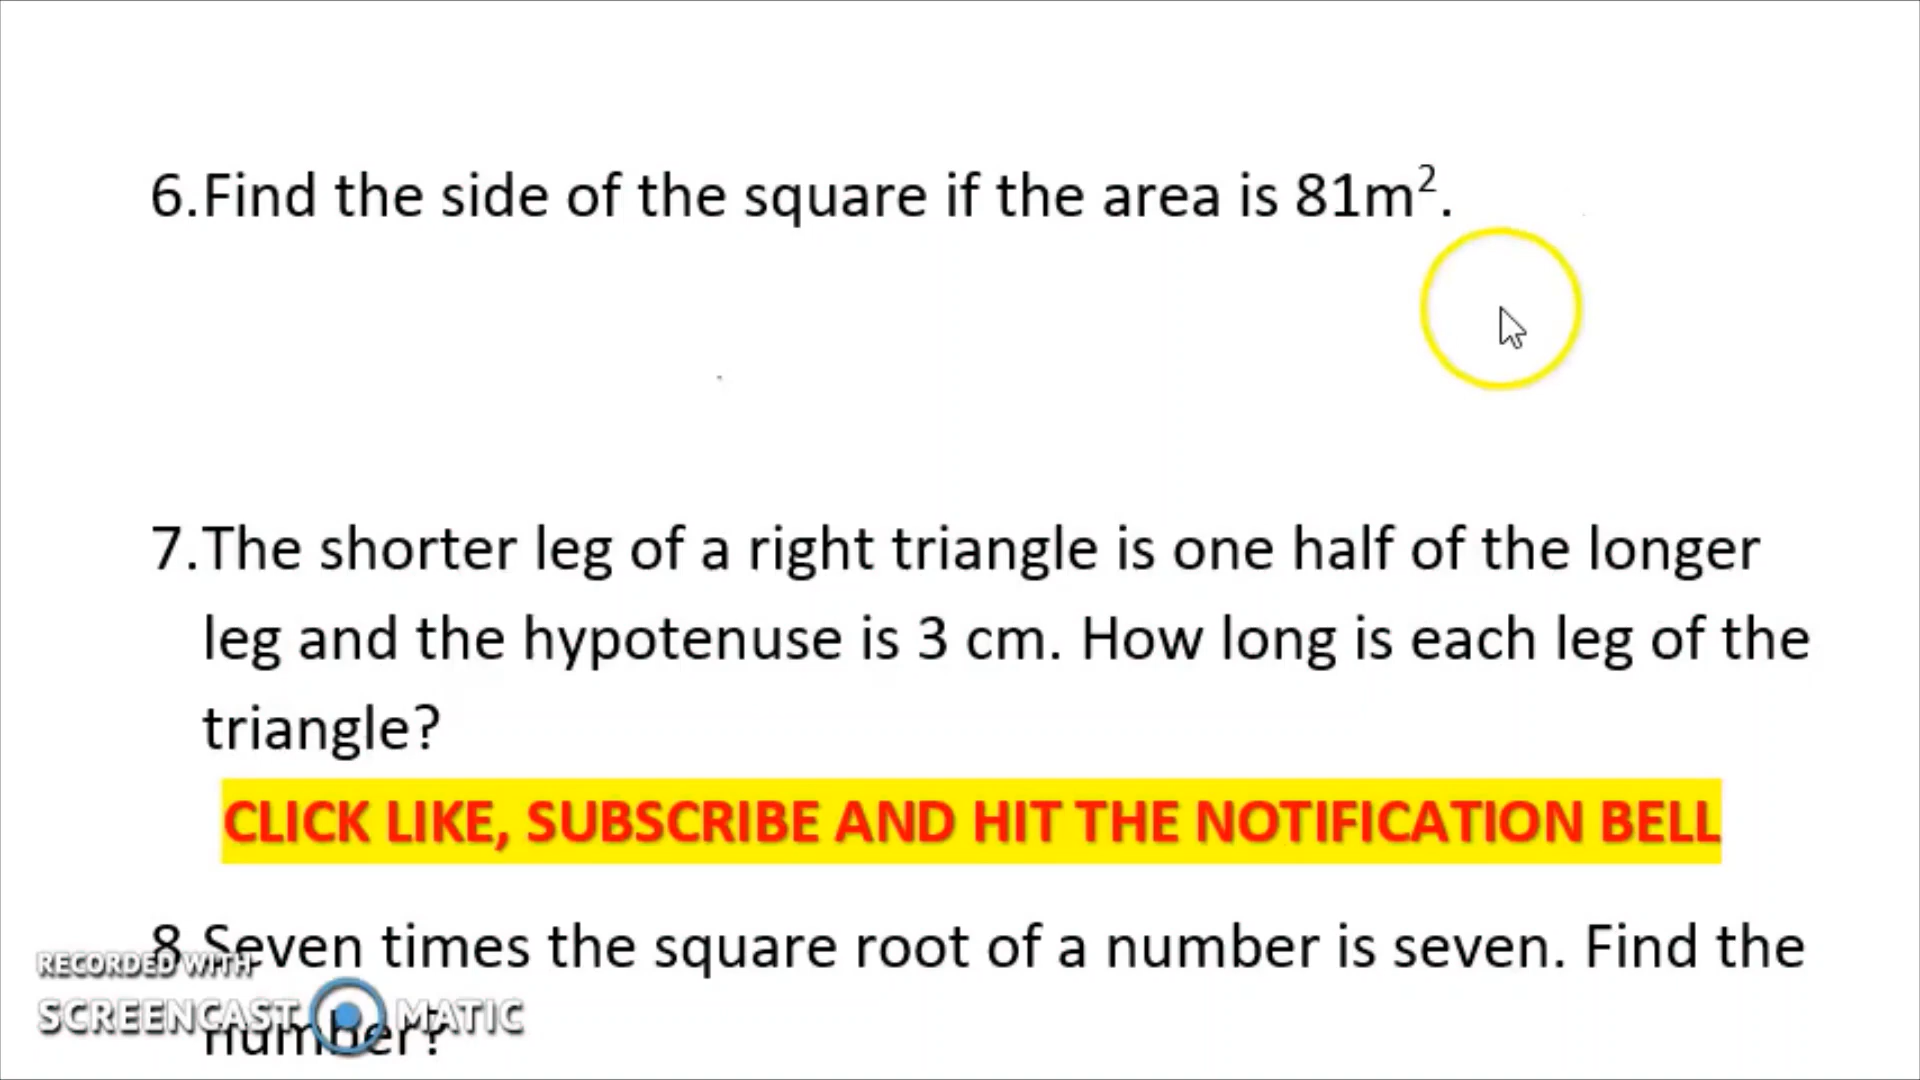 6.Find the side of the square if the area is 81m².
7.The shorter leg of a right triangle is one half of the longer
leg and the hypotenuse is 3 cm. How long is each leg of the
triangle?
CLICK LIKE, SUBSCRIBE AND HIT THE NOTIFICATION BELL
8.Seven times the square root of a number is seven. Find the
number?
RECORDED WITH
SCREENCAST MATIC